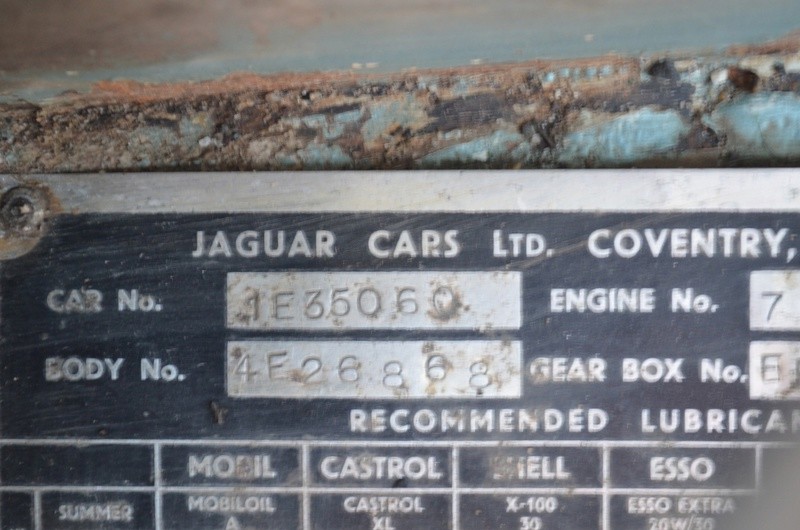 JAGUAR CARS LTD. COVENTRY,
CAR No. 1E35060 ENGINE No. 7
BODY No. 4E26868 GEAR BOX No. E
RECOMMENDED LUBRICA
MOBIL CASTROL SHELL ESSO
SUMMER MOBILOIL CASTROL X-100 ESSO EXTRA
A XL 30 20W/30